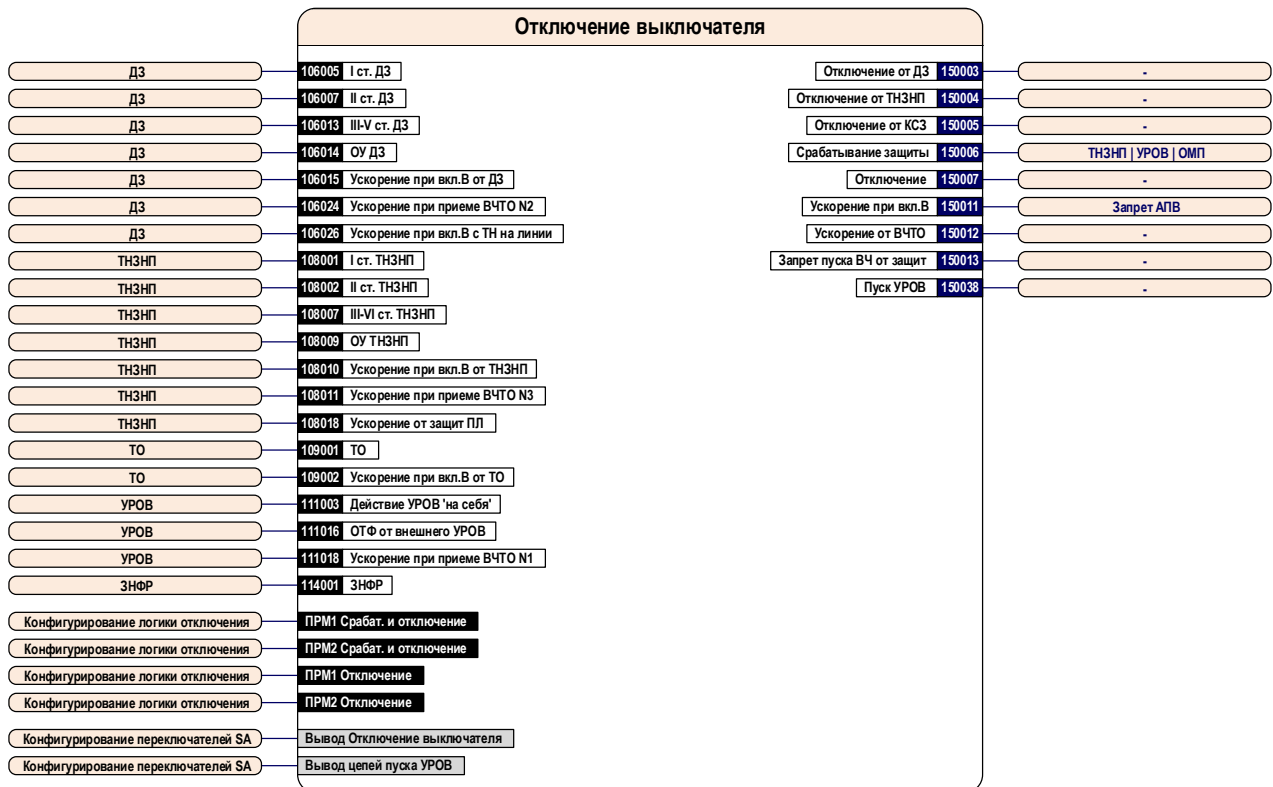 Отключение выключателя
ДЗ 106005 I ст. ДЗ Отключение от ДЗ 150003 -
ДЗ 106007 II ст. ДЗ Отключение от ТНЗНП 150004 -
ДЗ 106013 III-V ст. ДЗ Отключение от КСЗ 150005 -
ДЗ 106014 ОУ ДЗ Срабатывание защиты 150006 ТНЗНП | УРОВ | ОМП
ДЗ 106015 Ускорение при вкл.В от ДЗ Отключение 150007 -
ДЗ 106024 Ускорение при приеме ВЧТО N2 Ускорение при вкл.В 150011 Запрет АПВ
ДЗ 106026 Ускорение при вкл.В с ТН на линии Ускорение от ВЧТО 150012 -
ТНЗНП 108001 I ст. ТНЗНП Запрет пуска ВЧ от защит 150013 -
ТНЗНП 108002 II ст. ТНЗНП Пуск УРОВ 150038 -
ТНЗНП 108007 III-VI ст. ТНЗНП
ТНЗНП 108009 ОУ ТНЗНП
ТНЗНП 108010 Ускорение при вкл.В от ТНЗНП
ТНЗНП 108011 Ускорение при приеме ВЧТО N3
ТНЗНП 108018 Ускорение от защит ПЛ
ТО 109001 ТО
ТО 109002 Ускорение при вкл.В от ТО
УРОВ 111003 Действие УРОВ 'на себя'
УРОВ 111016 ОТФ от внешнего УРОВ
УРОВ 111018 Ускорение при приеме ВЧТО N1
ЗНФР 114001 ЗНФР
Конфигурирование логики отключения ПРМ1 Срабат. и отключение
Конфигурирование логики отключения ПРМ2 Срабат. и отключение
Конфигурирование логики отключения ПРМ1 Отключение
Конфигурирование логики отключения ПРМ2 Отключение
Конфигурирование переключателей SA Вывод Отключение выключателя
Конфигурирование переключателей SA Вывод цепей пуска УРОВ